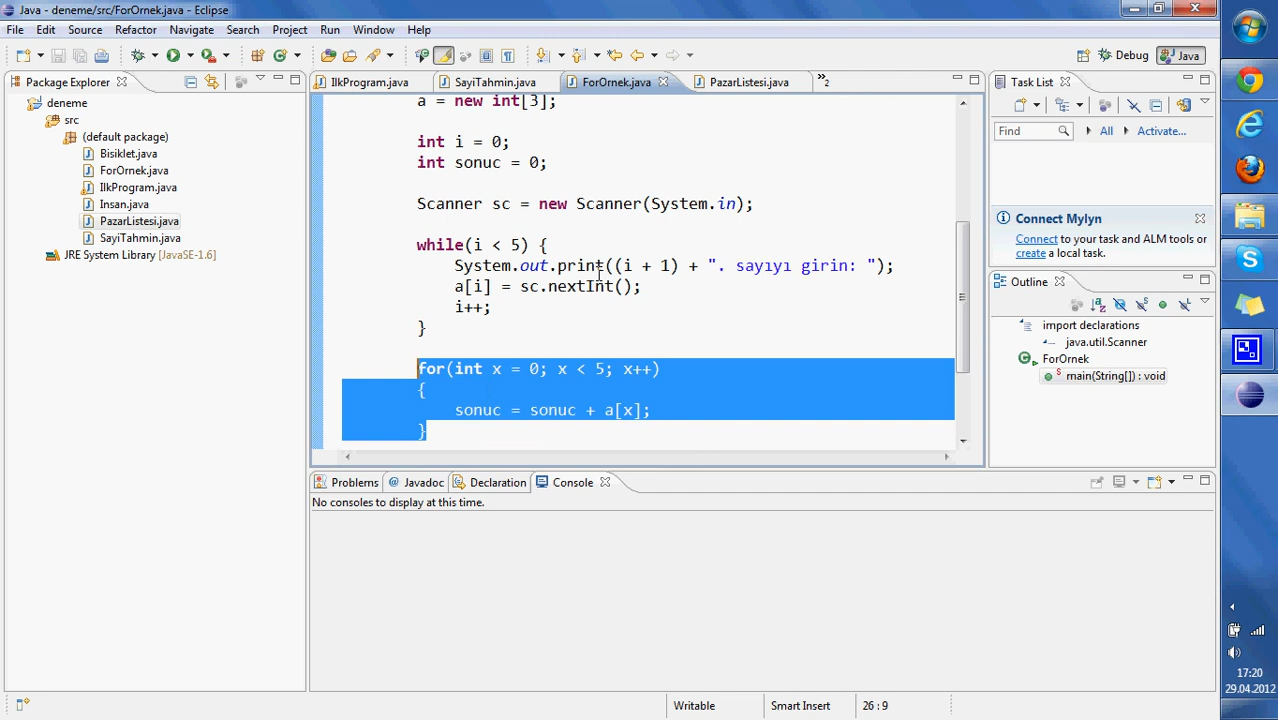 Java - deneme/src/ForOrnek.java - Eclipse
File Edit Source Refactor Navigate Search Project Run Window Help
Debug Java
Package Explorer
deneme
src
(default package)
Bisiklet.java
ForOrnek.java
IlkProgram.java
Insan.java
PazarListesi.java
SayiTahmin.java
JRE System Library [JavaSE-1.6]
IlkProgram.java SayiTahmin.java ForOrnek.java PazarListesi.java »2
a = new int[3];
int i = 0;
int sonuc = 0;
Scanner sc = new Scanner(System.in);
while(i < 5) {
System.out.print((i + 1) + ". sayıyı girin: ");
a[i] = sc.nextInt();
i++;
}
for(int x = 0; x < 5; x++)
{
sonuc = sonuc + a[x];
}
Problems @ Javadoc Declaration Console
No consoles to display at this time.
Task List
Find All Activate...
Connect Mylyn
Connect to your task and ALM tools or
create a local task.
Outline
import declarations
java.util.Scanner
ForOrnek
main(String[]) : void
Writable Smart Insert 26 : 9
17:20
29.04.2012